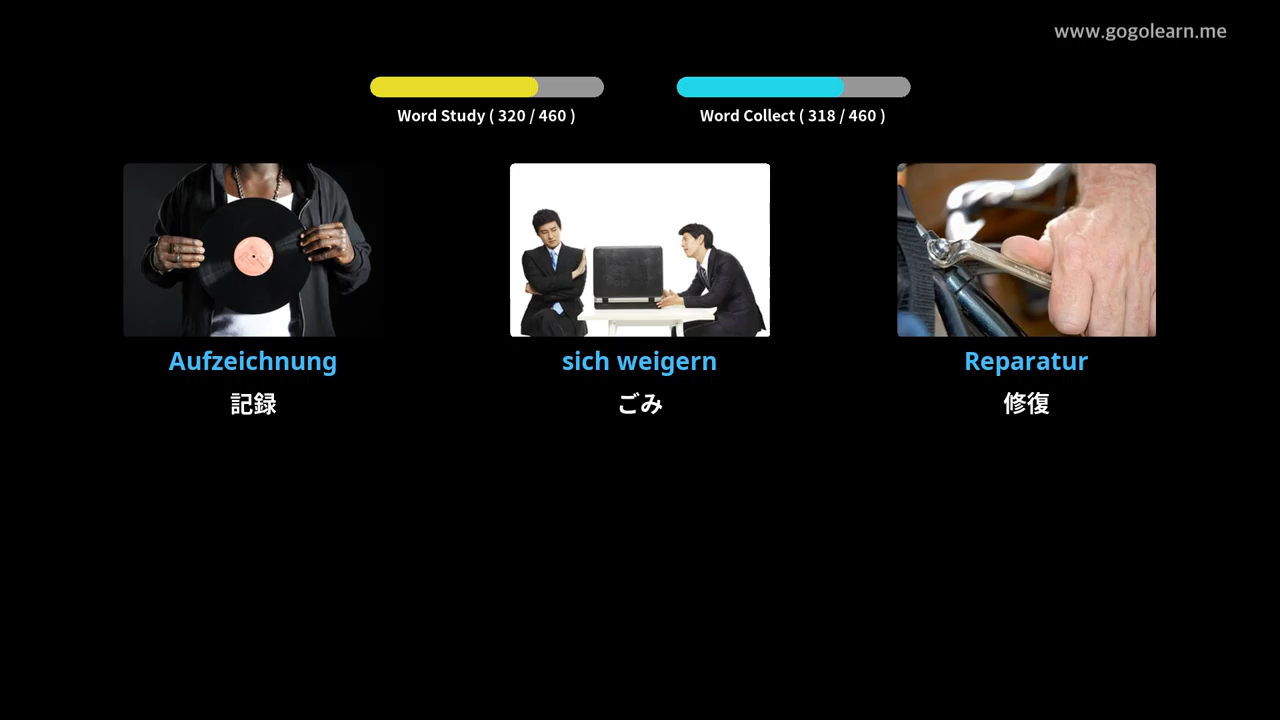 www.gogolearn.me
Word Study ( 320 / 460 )
Word Collect ( 318 / 460 )
Aufzeichnung
記録
sich weigern
ごみ
Reparatur
修復